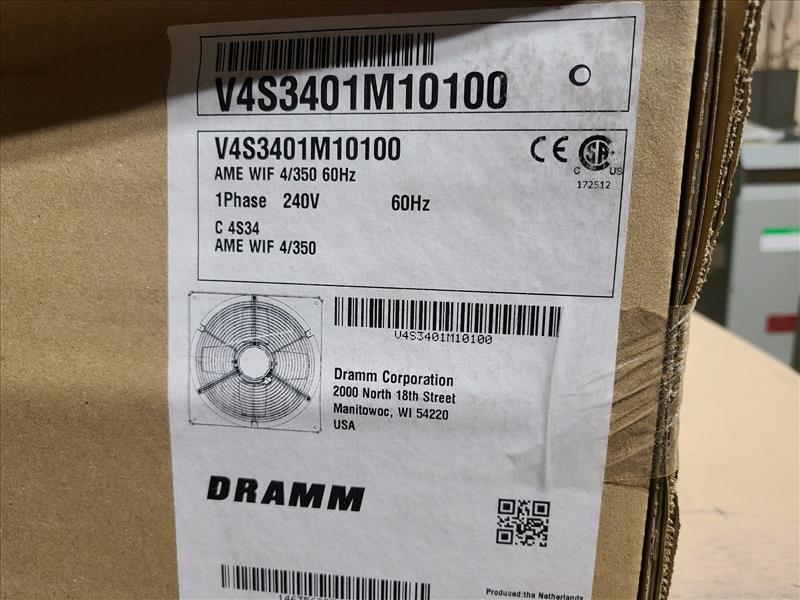 V4S3401M10100
V4S3401M10100
CE
SA
C US
172512
AME WIF 4/350 60Hz
1Phase 240V 60Hz
C 4S34
AME WIF 4/350
V4S3401M10100
Dramm Corporation
2000 North 18th Street
Manitowoc, WI 54220
USA
DRAMM
Produced:the Netherlands